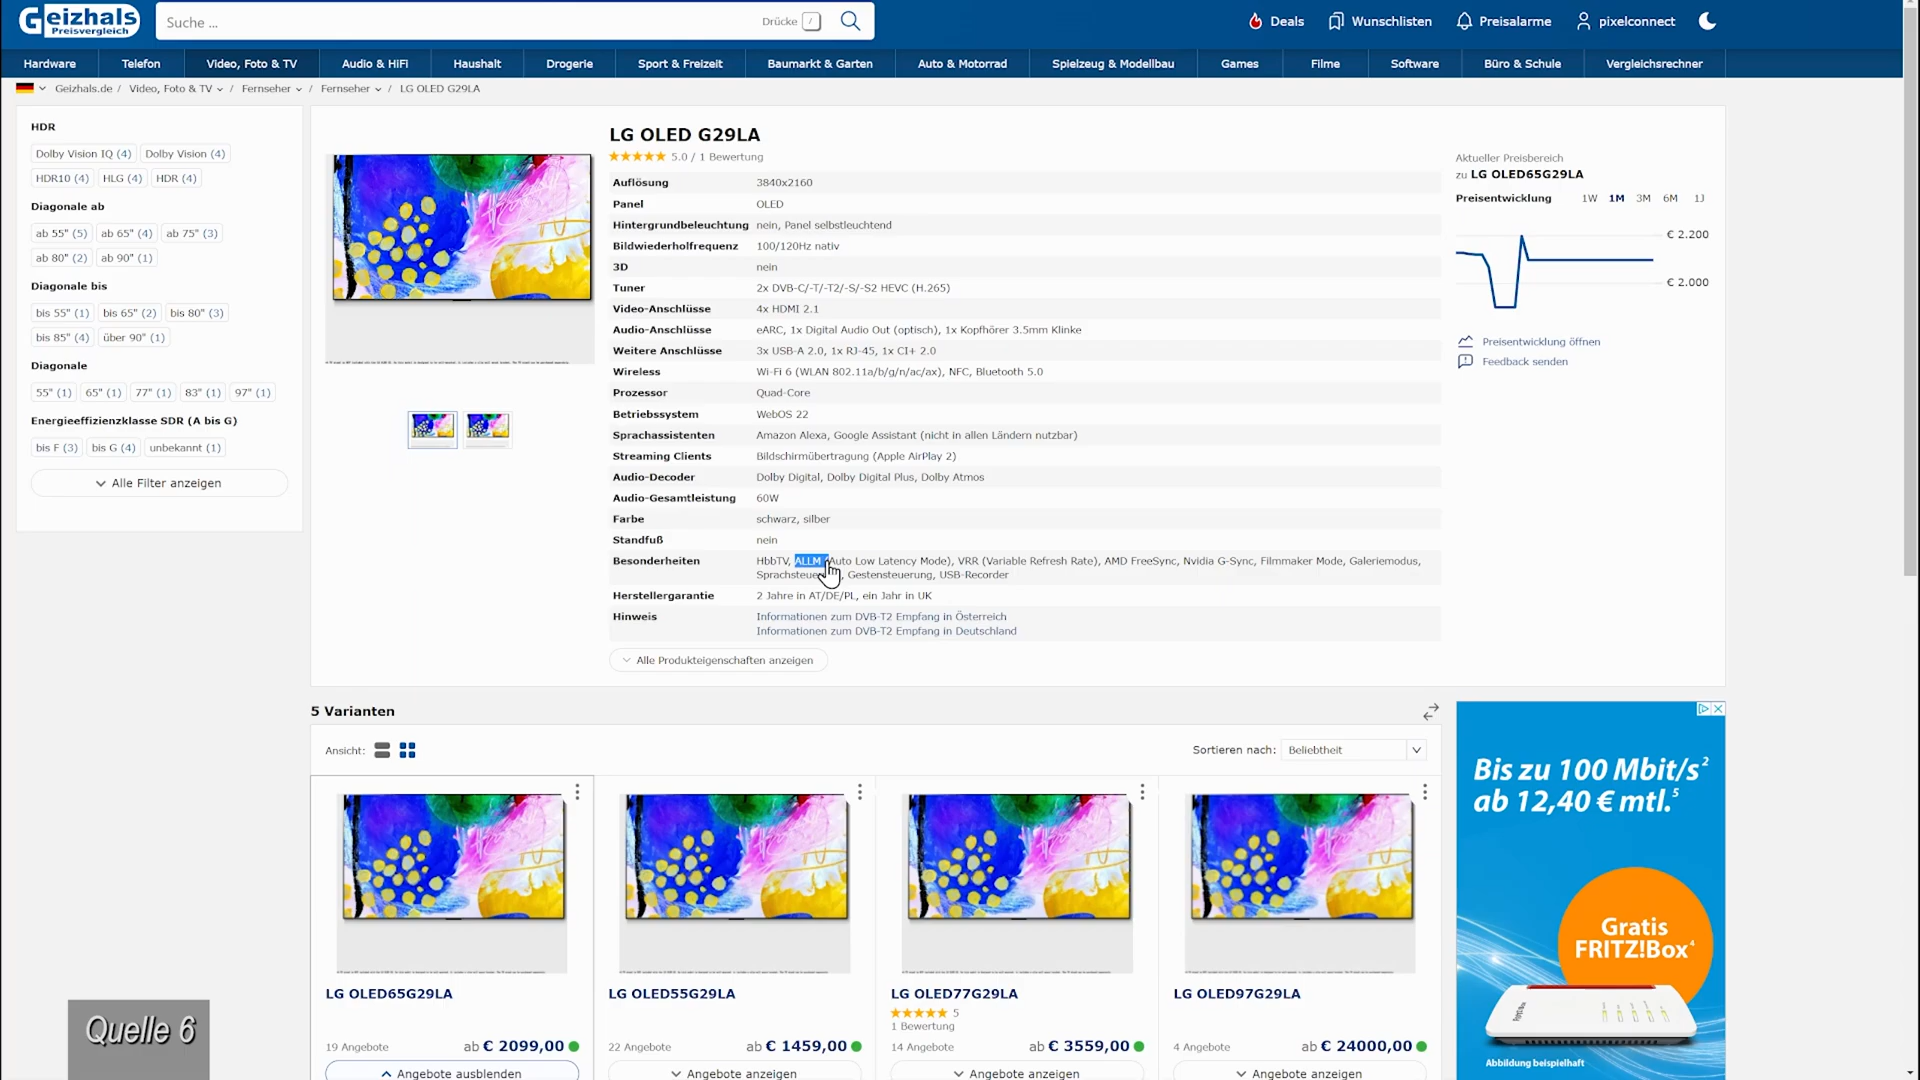 Geizhals
Preisvergleich
Suche ...
Drücke /
Deals
Wunschlisten
Preisalarme
pixelconnect
Hardware
Telefon
Video, Foto & TV
Audio & HiFi
Haushalt
Drogerie
Sport & Freizeit
Baumarkt & Garten
Auto & Motorrad
Spielzeug & Modellbau
Games
Filme
Software
Büro & Schule
Vergleichsrechner
Geizhals.de / Video, Foto & TV / Fernseher / Fernseher / LG OLED G29LA
HDR
Dolby Vision IQ (4) Dolby Vision (4)
HDR10 (4) HLG (4) HDR (4)
Diagonale ab
ab 55" (5) ab 65" (4) ab 75" (3)
ab 80" (2) ab 90" (1)
Diagonale bis
bis 55" (1) bis 65" (2) bis 80" (3)
bis 85" (4) über 90" (1)
Diagonale
55" (1) 65" (1) 77" (1) 83" (1) 97" (1)
Energieeffizienzklasse SDR (A bis G)
bis F (3) bis G (4) unbekannt (1)
Alle Filter anzeigen
LG OLED G29LA
5.0 / 1 Bewertung
Auflösung 3840x2160
Panel OLED
Hintergrundbeleuchtung nein, Panel selbstleuchtend
Bildwiederholfrequenz 100/120Hz nativ
3D nein
Tuner 2x DVB-C/-T/-T2/-S/-S2 HEVC (H.265)
Video-Anschlüsse 4x HDMI 2.1
Audio-Anschlüsse eARC, 1x Digital Audio Out (optisch), 1x Kopfhörer 3.5mm Klinke
Weitere Anschlüsse 3x USB-A 2.0, 1x RJ-45, 1x CI+ 2.0
Wireless Wi-Fi 6 (WLAN 802.11a/b/g/n/ac/ax), NFC, Bluetooth 5.0
Prozessor Quad-Core
Betriebssystem WebOS 22
Sprachassistenten Amazon Alexa, Google Assistant (nicht in allen Ländern nutzbar)
Streaming Clients Bildschirmübertragung (Apple AirPlay 2)
Audio-Decoder Dolby Digital, Dolby Digital Plus, Dolby Atmos
Audio-Gesamtleistung 60W
Farbe schwarz, silber
Standfuß nein
Besonderheiten HbbTV, ALLM (Auto Low Latency Mode), VRR (Variable Refresh Rate), AMD FreeSync, Nvidia G-Sync, Filmmaker Mode, Galeriemodus,
Gestensteuerung, USB-Recorder
Herstellergarantie 2 Jahre in AT/DE/PL, ein Jahr in UK
Hinweis Informationen zum DVB-T2 Empfang in Österreich
Informationen zum DVB-T2 Empfang in Deutschland
Alle Produkteigenschaften anzeigen
Aktueller Preisbereich
zu LG OLED65G29LA
Preisentwicklung 1W 1M 3M 6M 1J
€ 2.200
€ 2.000
Preisentwicklung öffnen
Feedback senden
5 Varianten
Ansicht:
Sortieren nach: Beliebtheit
LG OLED65G29LA
19 Angebote ab € 2099,00
Angebote ausblenden
LG OLED55G29LA
22 Angebote ab € 1459,00
Angebote anzeigen
LG OLED77G29LA
5
1 Bewertung
14 Angebote ab € 3559,00
Angebote anzeigen
LG OLED97G29LA
4 Angebote ab € 24000,00
Angebote anzeigen
Bis zu 100 Mbit/s²
ab 12,40 € mtl.⁵
Gratis
FRITZ!Box⁴
Abbildung beispielhaft
Quelle 6